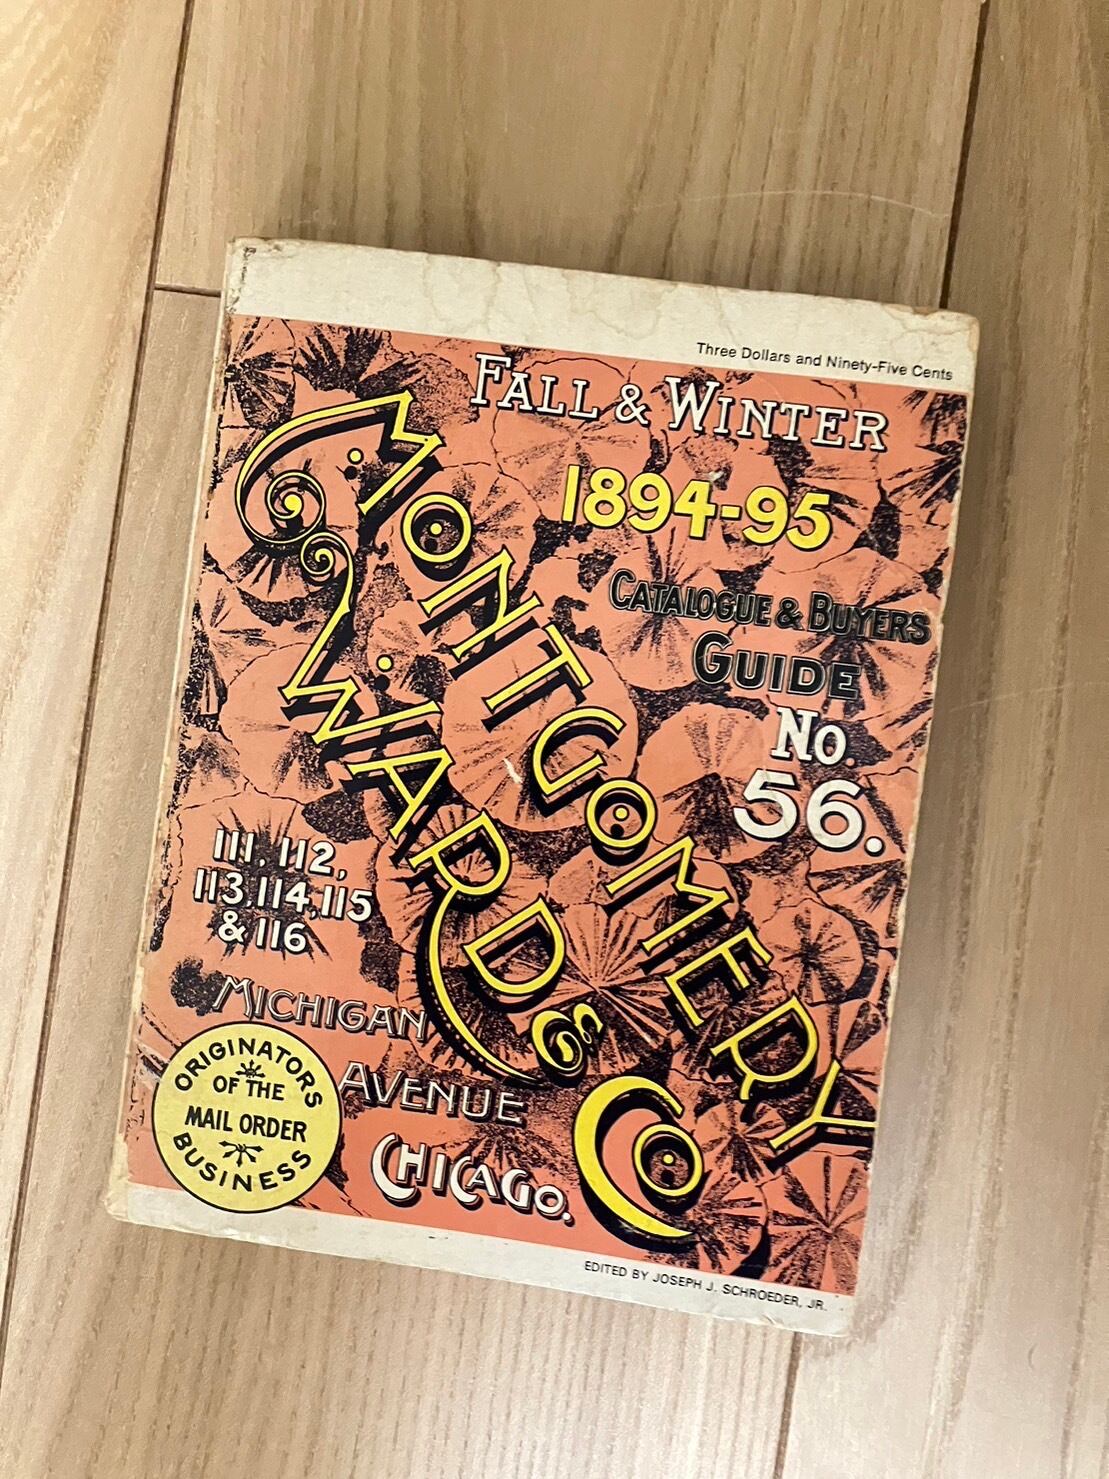 Three Dollars and Ninety-Five Cents
FALL & WINTER
1894-95
CATALOGUE & BUYERS
GUIDE
No.
56.
MONTGOMERY
WARD & Co
111, 112,
113, 114, 115
& 116
MICHIGAN
AVENUE
CHICAGO.
ORIGINATORS
OF THE
MAIL ORDER
BUSINESS
EDITED BY JOSEPH J. SCHROEDER, JR.